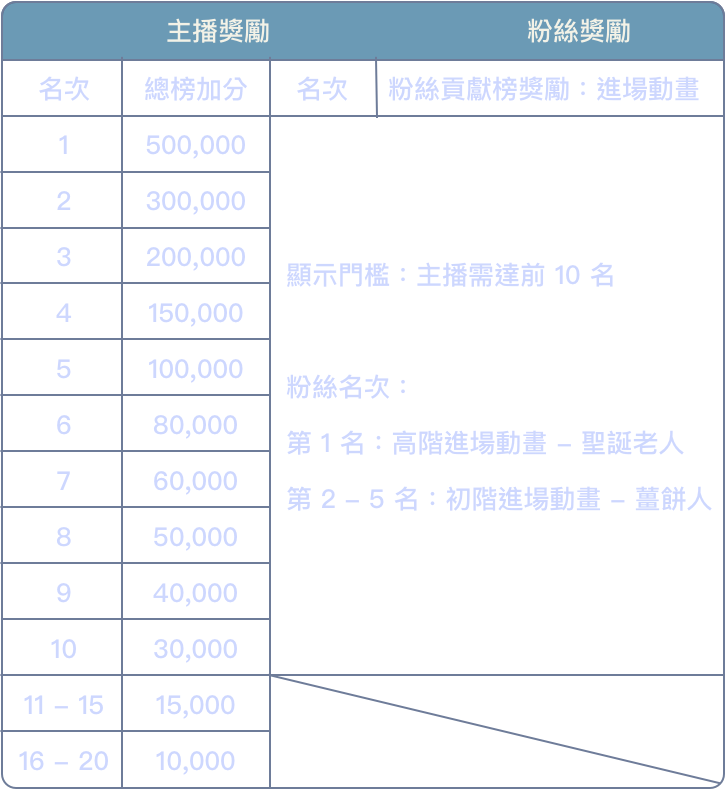 主播獎勵 粉絲獎勵
名次 總榜加分 名次 粉絲貢獻榜獎勵：進場動畫
1 500,000
2 300,000
3 200,000
4 150,000
5 100,000
6 80,000
7 60,000
8 50,000
9 40,000
10 30,000
11 – 15 15,000
16 – 20 10,000
顯示門檻：主播需達前 10 名
粉絲名次：
第 1 名：高階進場動畫 – 聖誕老人
第 2 – 5 名：初階進場動畫 – 薑餅人